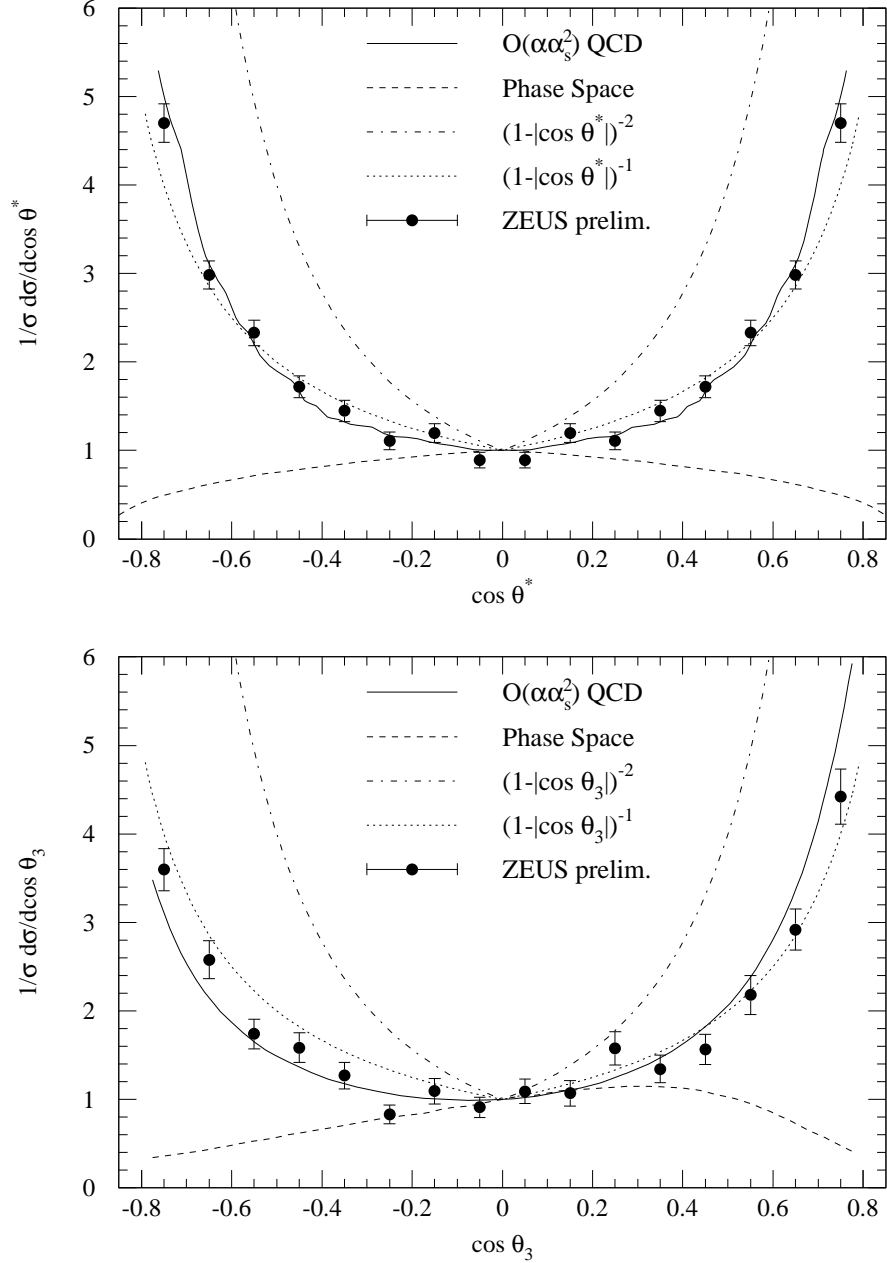 1/σ dσ/dcos θ*
6
5
4
3
2
1
0
O(αα_s^2) QCD
Phase Space
(1-|cos θ*|)^-2
(1-|cos θ*|)^-1
ZEUS prelim.
-0.8 -0.6 -0.4 -0.2 0 0.2 0.4 0.6 0.8
cos θ*
1/σ dσ/dcos θ_3
6
5
4
3
2
1
0
O(αα_s^2) QCD
Phase Space
(1-|cos θ_3|)^-2
(1-|cos θ_3|)^-1
ZEUS prelim.
-0.8 -0.6 -0.4 -0.2 0 0.2 0.4 0.6 0.8
cos θ_3